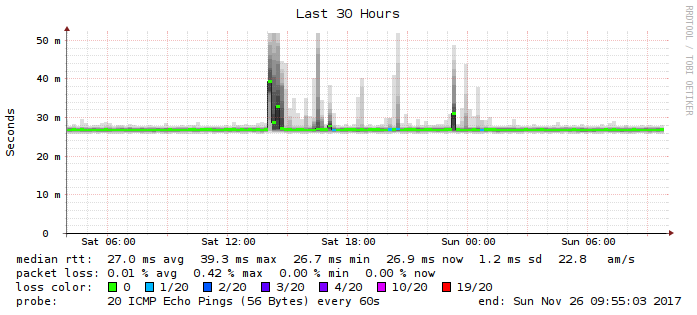 Last 30 Hours
RRDTOOL / TOBI OETIKER
Seconds
50 m
40 m
30 m
20 m
10 m
0
Sat 06:00 Sat 12:00 Sat 18:00 Sun 00:00 Sun 06:00
median rtt: 27.0 ms avg 39.3 ms max 26.7 ms min 26.9 ms now 1.2 ms sd 22.8 am/s
packet loss: 0.01 % avg 0.42 % max 0.00 % min 0.00 % now
loss color: 0 1/20 2/20 3/20 4/20 10/20 19/20
probe: 20 ICMP Echo Pings (56 Bytes) every 60s end: Sun Nov 26 09:55:03 2017